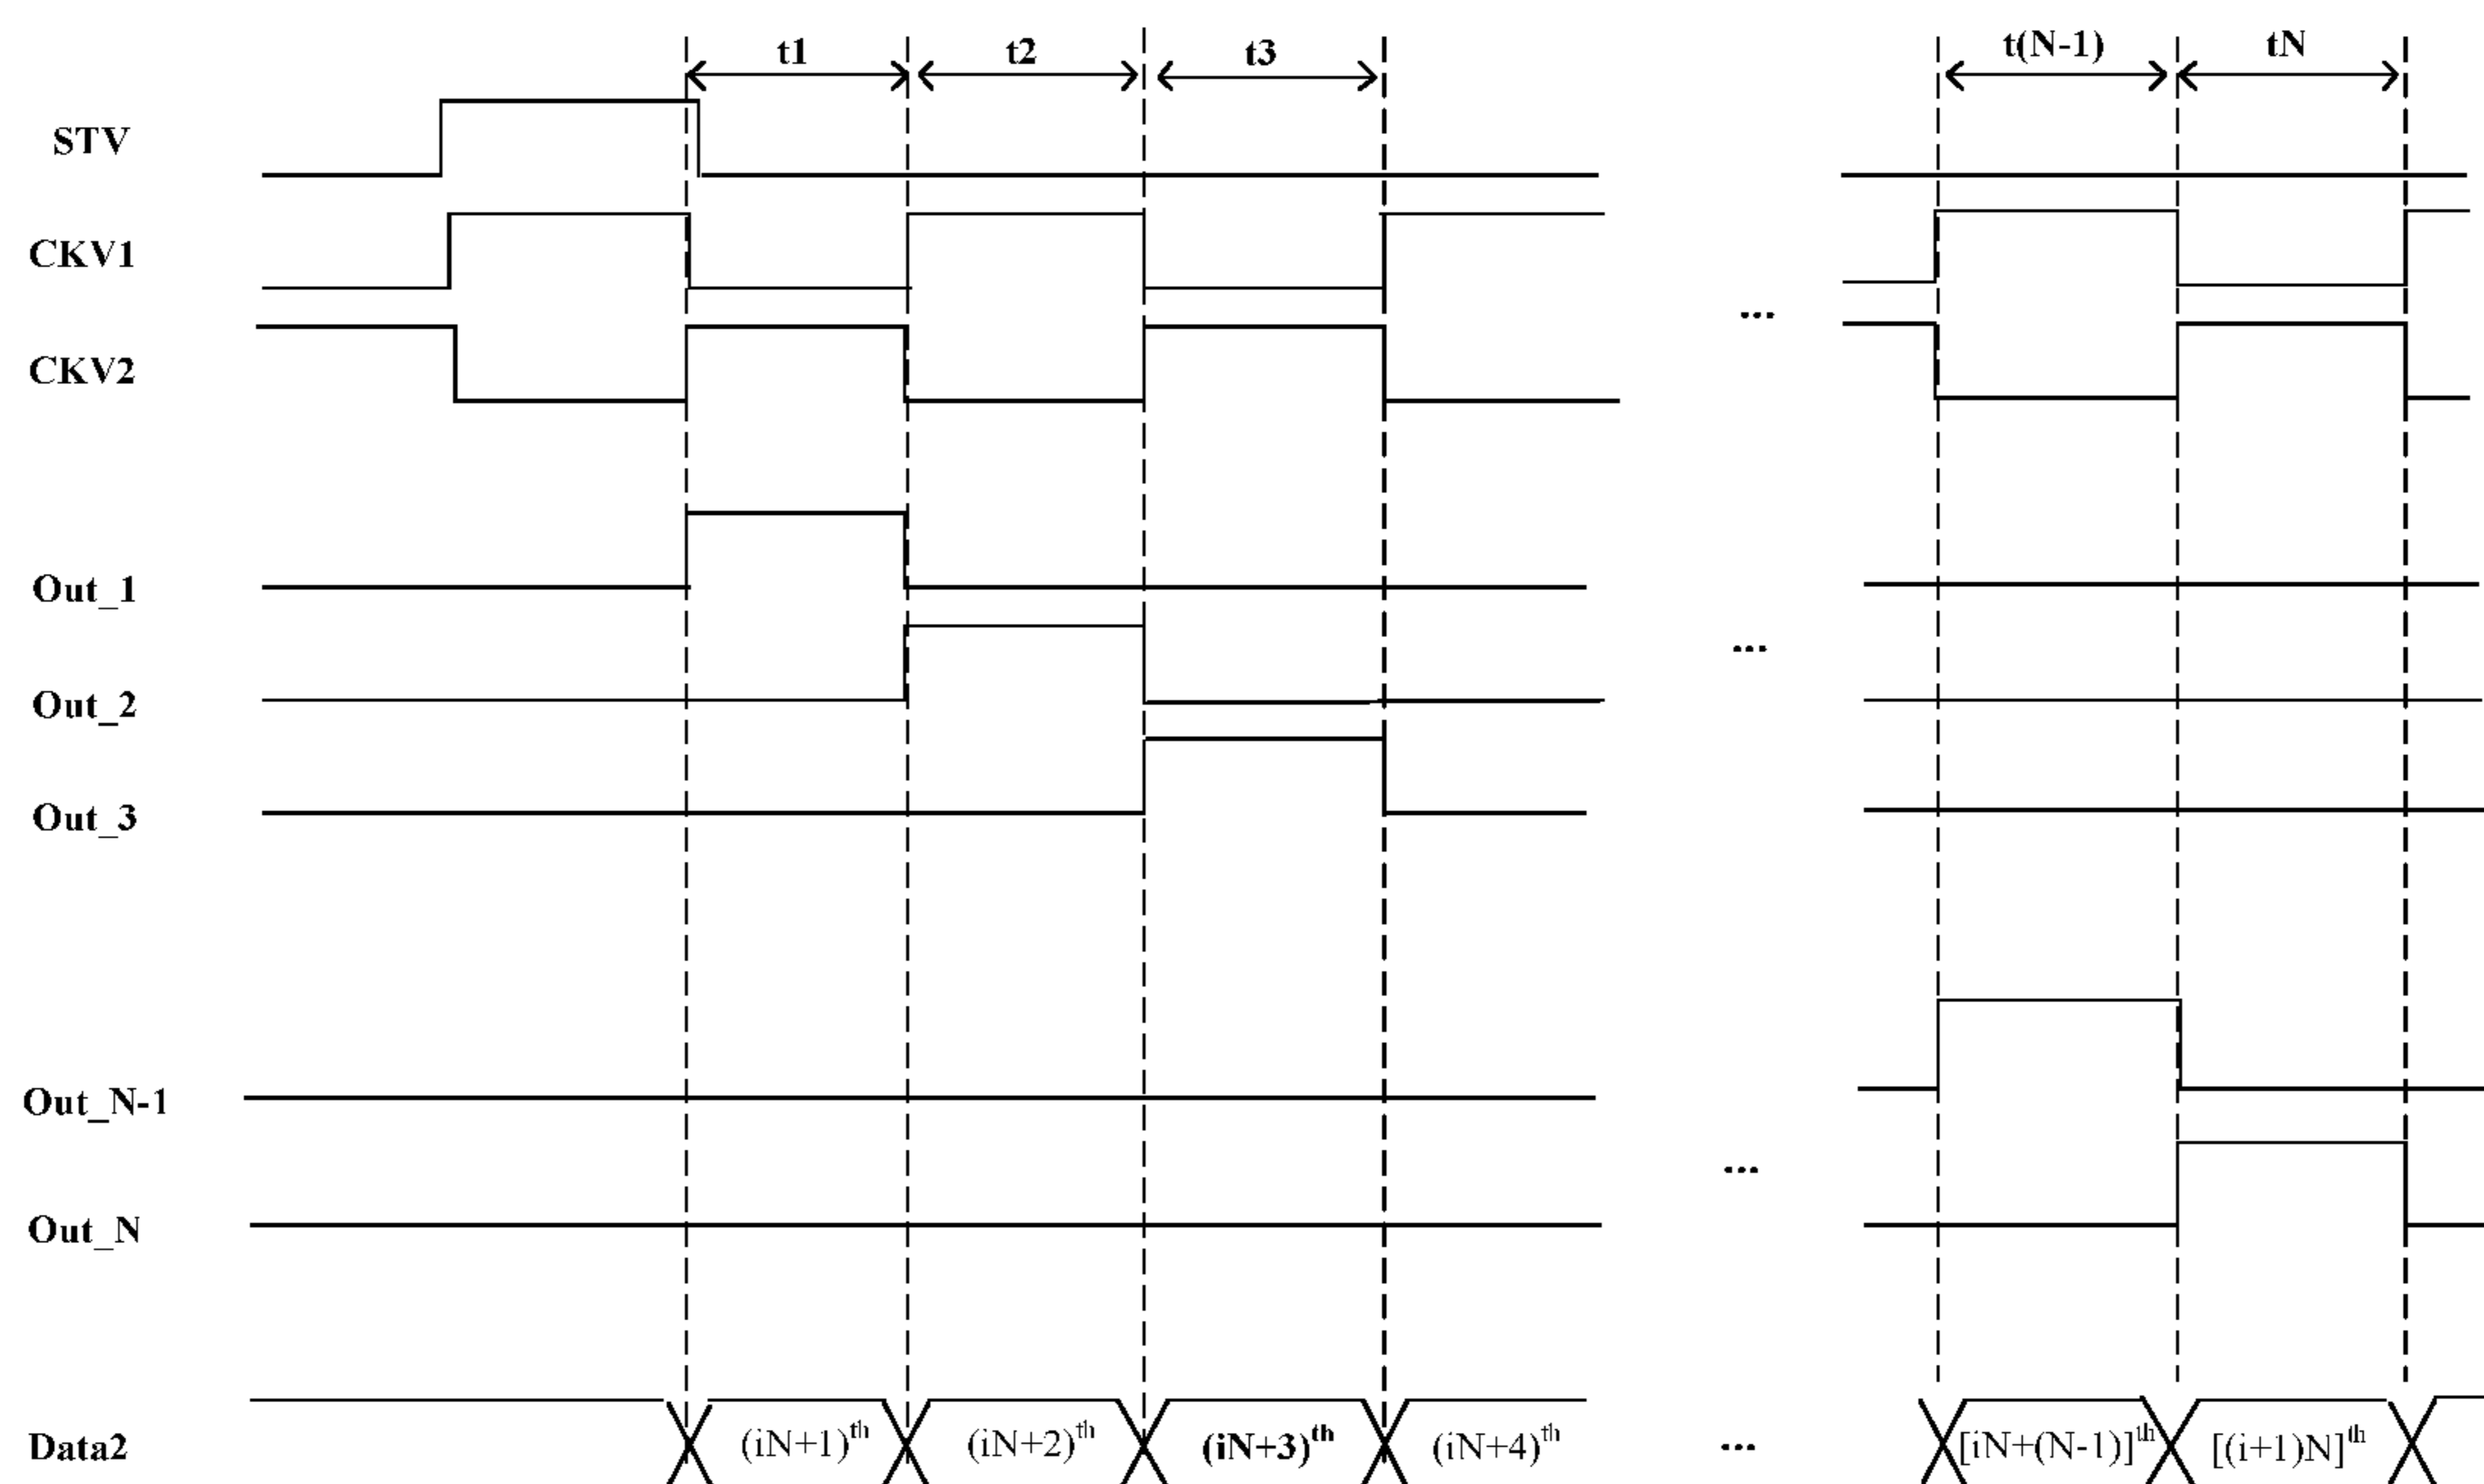 t1 t2 t3 t(N-1) tN
STV
CKV1
...
CKV2
Out_1
...
Out_2
Out_3
Out_N-1
...
Out_N
Data2 (iN+1)th (iN+2)th (iN+3)th (iN+4)th ... [iN+(N-1)]th [(i+1)N]th